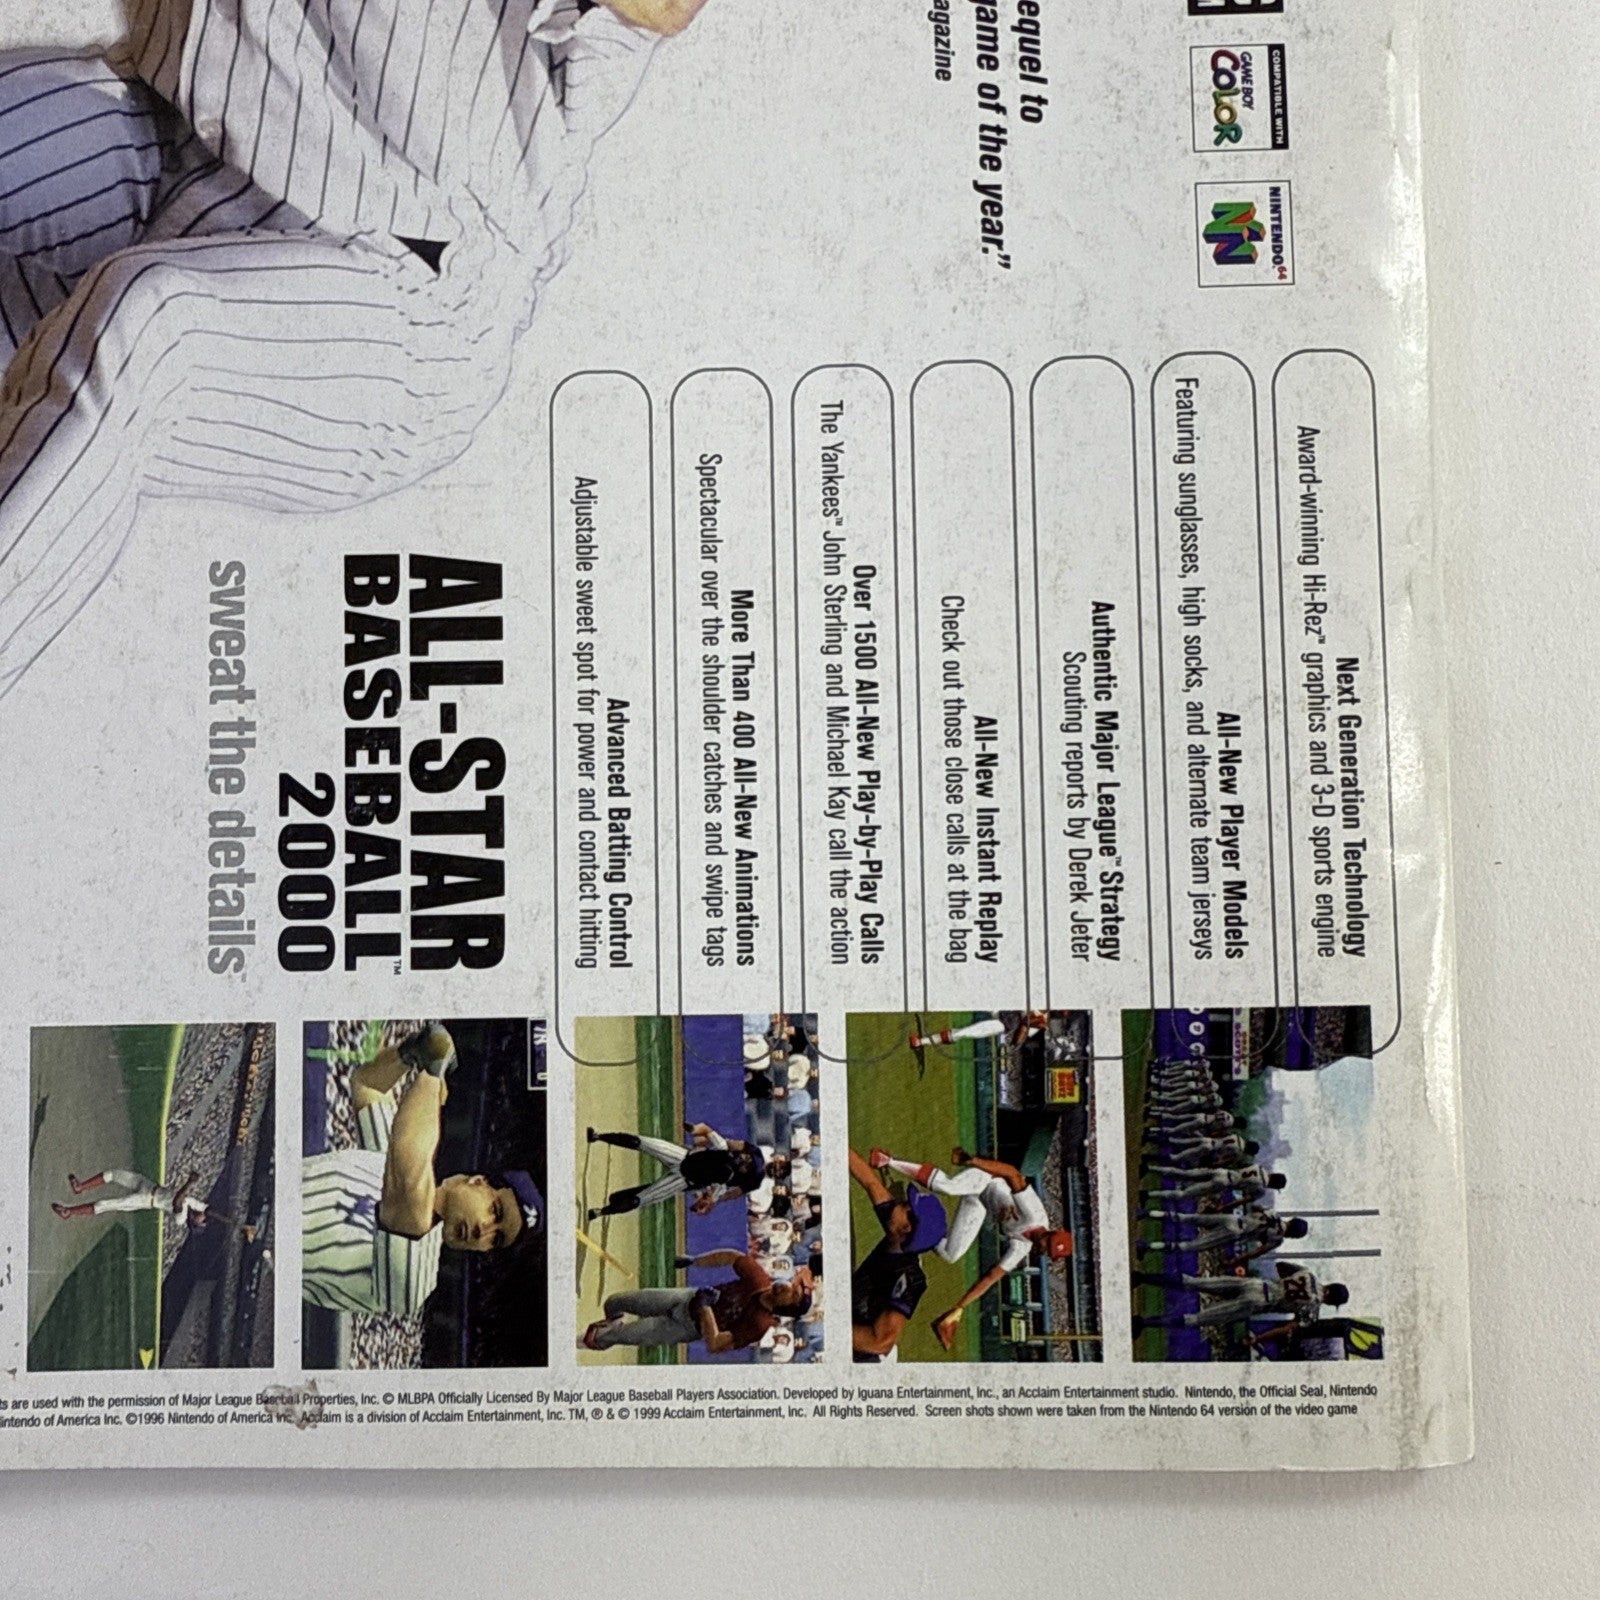 equel to
game of the year."
agazine
COMPATIBLE WITH
GAME BOY
COLOR
NINTENDO64
Next Generation Technology
Award-winning Hi-Rez™ graphics and 3-D sports engine
All-New Player Models
Featuring sunglasses, high socks, and alternate team jerseys
Authentic Major League™ Strategy
Scouting reports by Derek Jeter
All-New Instant Replay
Check out those close calls at the bag
Over 1500 All-New Play-by-Play Calls
The Yankees™ John Sterling and Michael Kay call the action
More Than 400 All-New Animations
Spectacular over the shoulder catches and swipe tags
Advanced Batting Control
Adjustable sweet spot for power and contact hitting
ALL-STAR
BASEBALL™
2000
sweat the details™
28
ts are used with the permission of Major League Baseball Properties, Inc. © MLBPA Officially Licensed By Major League Baseball Players Association. Developed by Iguana Entertainment, Inc., an Acclaim Entertainment studio. Nintendo, the Official Seal, Nintendo
intendo of America Inc. ©1996 Nintendo of America Inc. Acclaim is a division of Acclaim Entertainment, Inc. TM, ® & © 1999 Acclaim Entertainment, Inc. All Rights Reserved. Screen shots shown were taken from the Nintendo 64 version of the video game